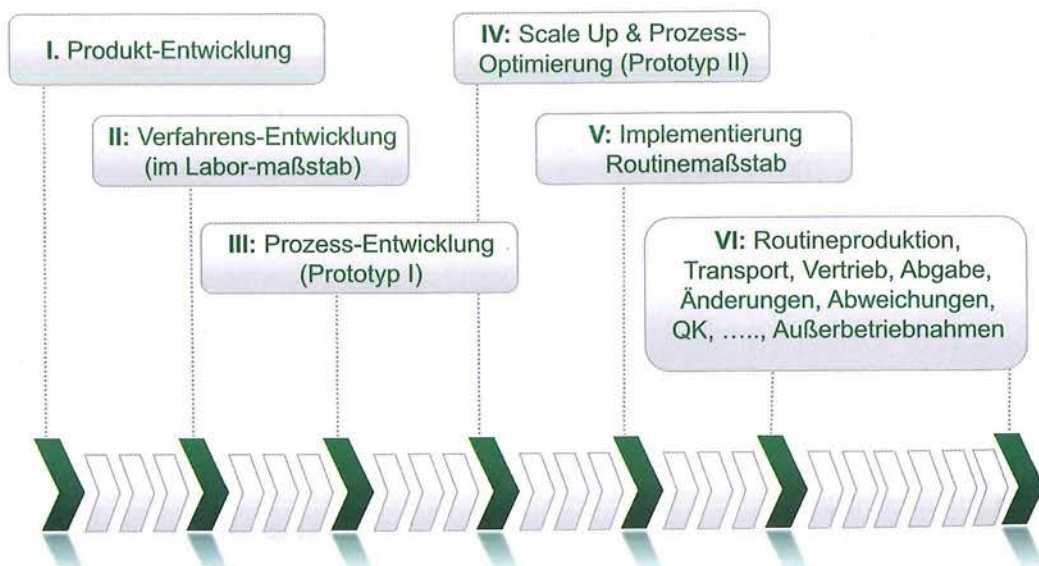 I. Produkt-Entwicklung
II: Verfahrens-Entwicklung
(im Labor-maßstab)
III: Prozess-Entwicklung
(Prototyp I)
IV: Scale Up & Prozess-
Optimierung (Prototyp II)
V: Implementierung
Routinemaßstab
VI: Routineproduktion,
Transport, Vertrieb, Abgabe,
Änderungen, Abweichungen,
QK, ....., Außerbetriebnahmen